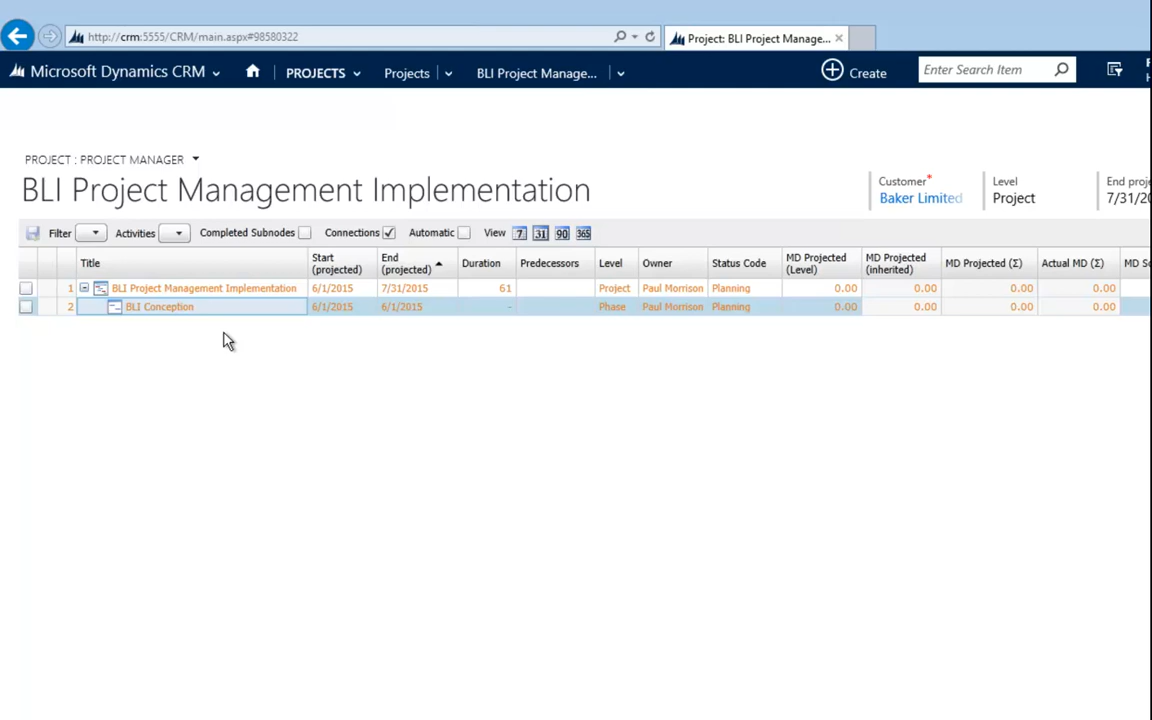 http://crm:5555/CRM/main.aspx#98580322
Project: BLI Project Manage... ×
Microsoft Dynamics CRM PROJECTS Projects BLI Project Manage... Create Enter Search Item
PROJECT : PROJECT MANAGER
BLI Project Management Implementation
Customer* Level End proj
Baker Limited Project 7/31/20
Filter Activities Completed Subnodes Connections Automatic View 7 31 90 365
Title Start (projected) End (projected) Duration Predecessors Level Owner Status Code MD Projected (Level) MD Projected (inherited) MD Projected (Σ) Actual MD (Σ) MD Sc
1 BLI Project Management Implementation 6/1/2015 7/31/2015 61 Project Paul Morrison Planning 0.00 0.00 0.00 0.00
2 BLI Conception 6/1/2015 6/1/2015 - Phase Paul Morrison Planning 0.00 0.00 0.00 0.00